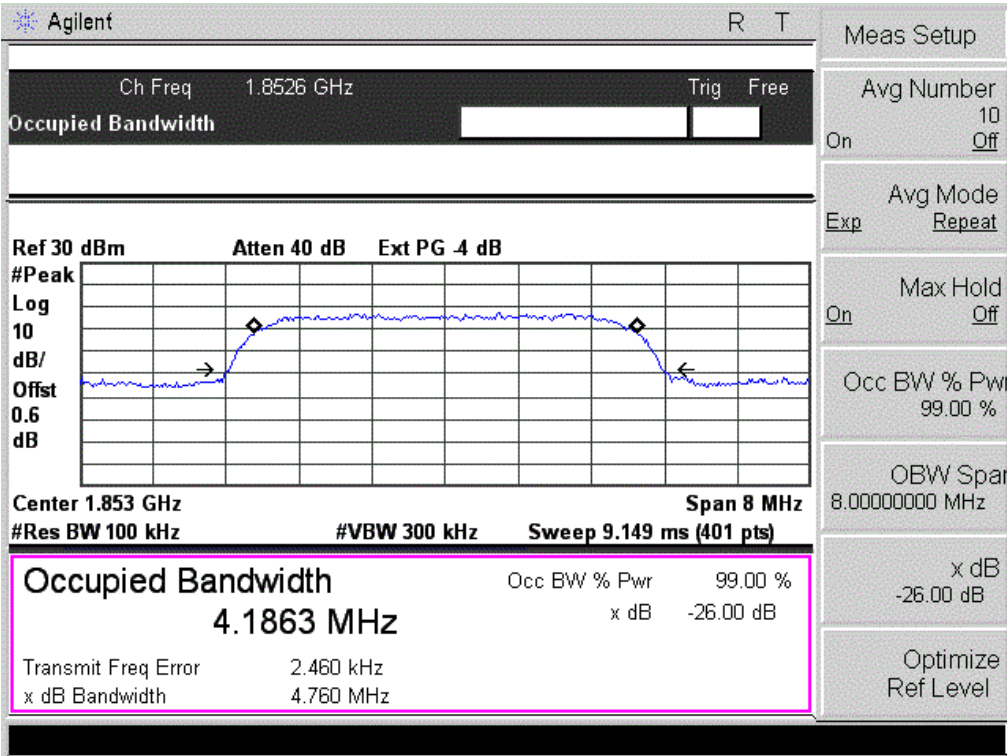 Agilent R T
Ch Freq 1.8526 GHz Trig Free
Occupied Bandwidth
Ref 30 dBm Atten 40 dB Ext PG -4 dB
#Peak
Log
10
dB/
Offst
0.6
dB
Center 1.853 GHz Span 8 MHz
#Res BW 100 kHz #VBW 300 kHz Sweep 9.149 ms (401 pts)
Occupied Bandwidth
4.1863 MHz
Occ BW % Pwr 99.00 %
x dB -26.00 dB
Transmit Freq Error 2.460 kHz
x dB Bandwidth 4.760 MHz
Meas Setup
Avg Number
10
On Off
Avg Mode
Exp Repeat
Max Hold
On Off
Occ BW % Pwr
99.00 %
OBW Span
8.00000000 MHz
x dB
-26.00 dB
Optimize
Ref Level